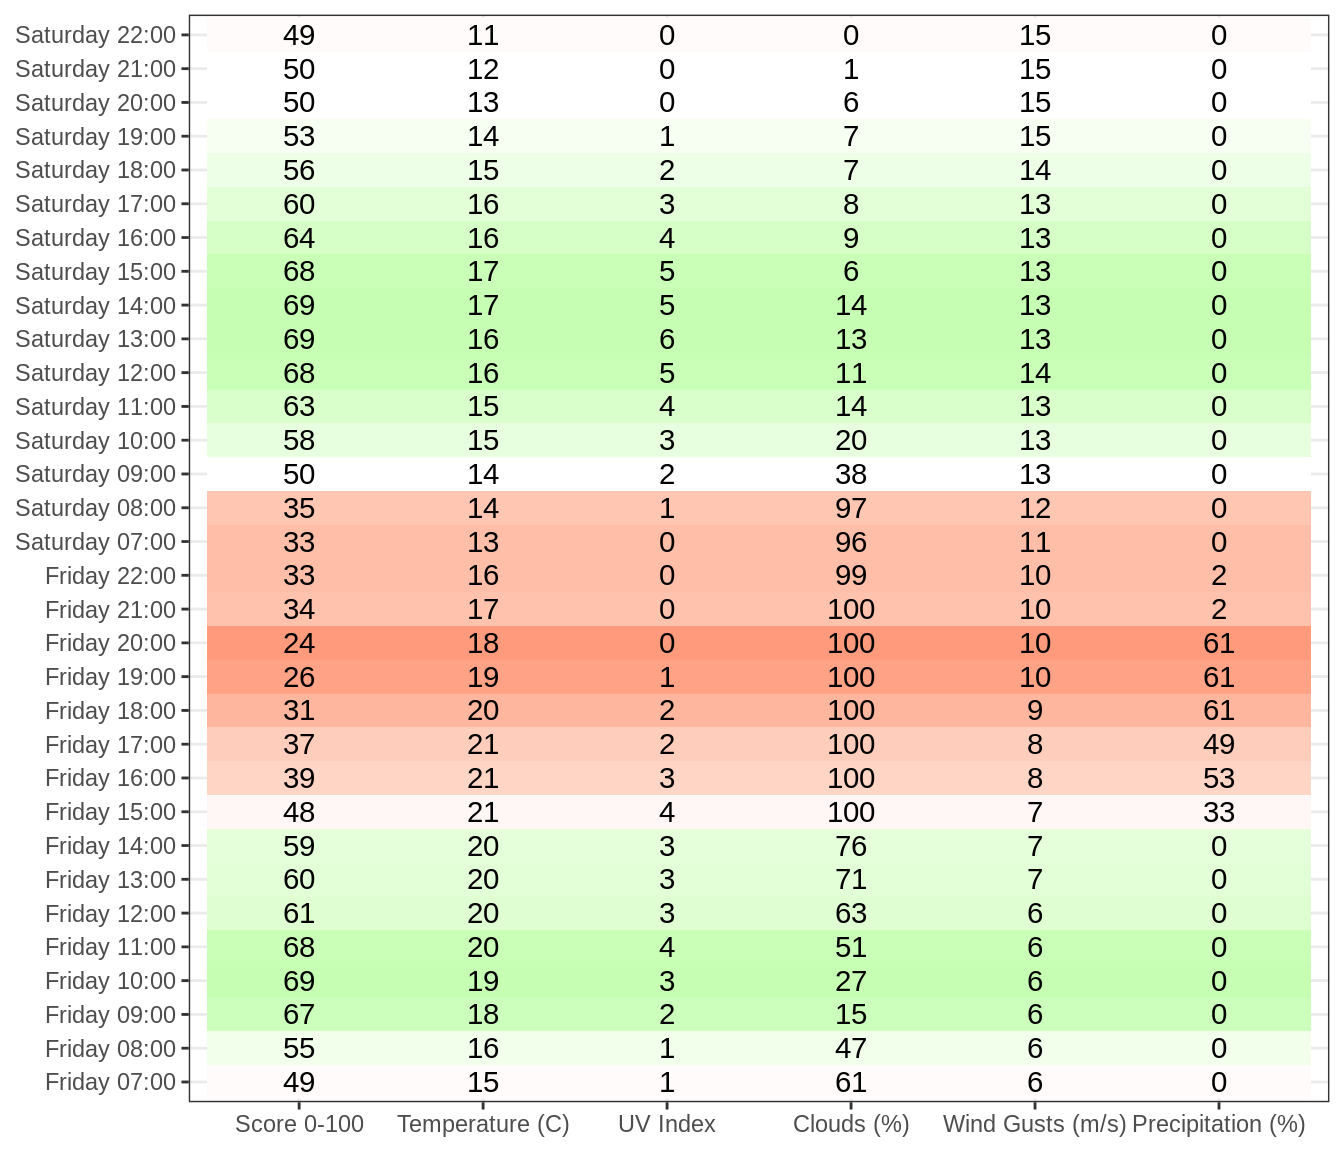 Saturday 22:00 49 11 0 0 15 0
Saturday 21:00 50 12 0 1 15 0
Saturday 20:00 50 13 0 6 15 0
Saturday 19:00 53 14 1 7 15 0
Saturday 18:00 56 15 2 7 14 0
Saturday 17:00 60 16 3 8 13 0
Saturday 16:00 64 16 4 9 13 0
Saturday 15:00 68 17 5 6 13 0
Saturday 14:00 69 17 5 14 13 0
Saturday 13:00 69 16 6 13 13 0
Saturday 12:00 68 16 5 11 14 0
Saturday 11:00 63 15 4 14 13 0
Saturday 10:00 58 15 3 20 13 0
Saturday 09:00 50 14 2 38 13 0
Saturday 08:00 35 14 1 97 12 0
Saturday 07:00 33 13 0 96 11 0
Friday 22:00 33 16 0 99 10 2
Friday 21:00 34 17 0 100 10 2
Friday 20:00 24 18 0 100 10 61
Friday 19:00 26 19 1 100 10 61
Friday 18:00 31 20 2 100 9 61
Friday 17:00 37 21 2 100 8 49
Friday 16:00 39 21 3 100 8 53
Friday 15:00 48 21 4 100 7 33
Friday 14:00 59 20 3 76 7 0
Friday 13:00 60 20 3 71 7 0
Friday 12:00 61 20 3 63 6 0
Friday 11:00 68 20 4 51 6 0
Friday 10:00 69 19 3 27 6 0
Friday 09:00 67 18 2 15 6 0
Friday 08:00 55 16 1 47 6 0
Friday 07:00 49 15 1 61 6 0
Score 0-100 Temperature (C) UV Index Clouds (%) Wind Gusts (m/s) Precipitation (%)